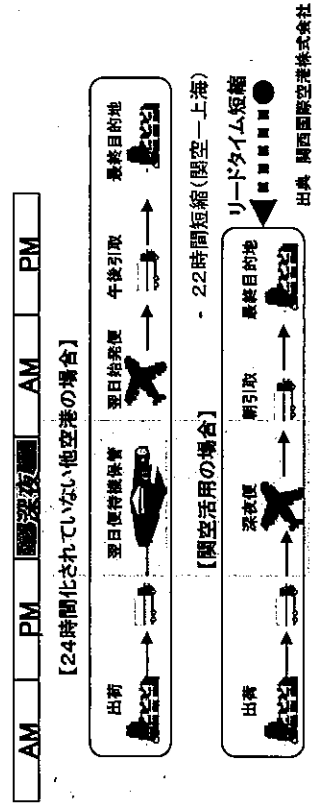 AM PM 深夜 AM PM
【24時間化されていない他空港の場合】
出荷 翌日便待機保管 翌日始発便 午後引取 最終目的地
- 22時間短縮(関空ー上海)
【関空活用の場合】
リードタイム短縮
出荷 深夜便 朝引取 最終目的地
出典 関西国際空港株式会社